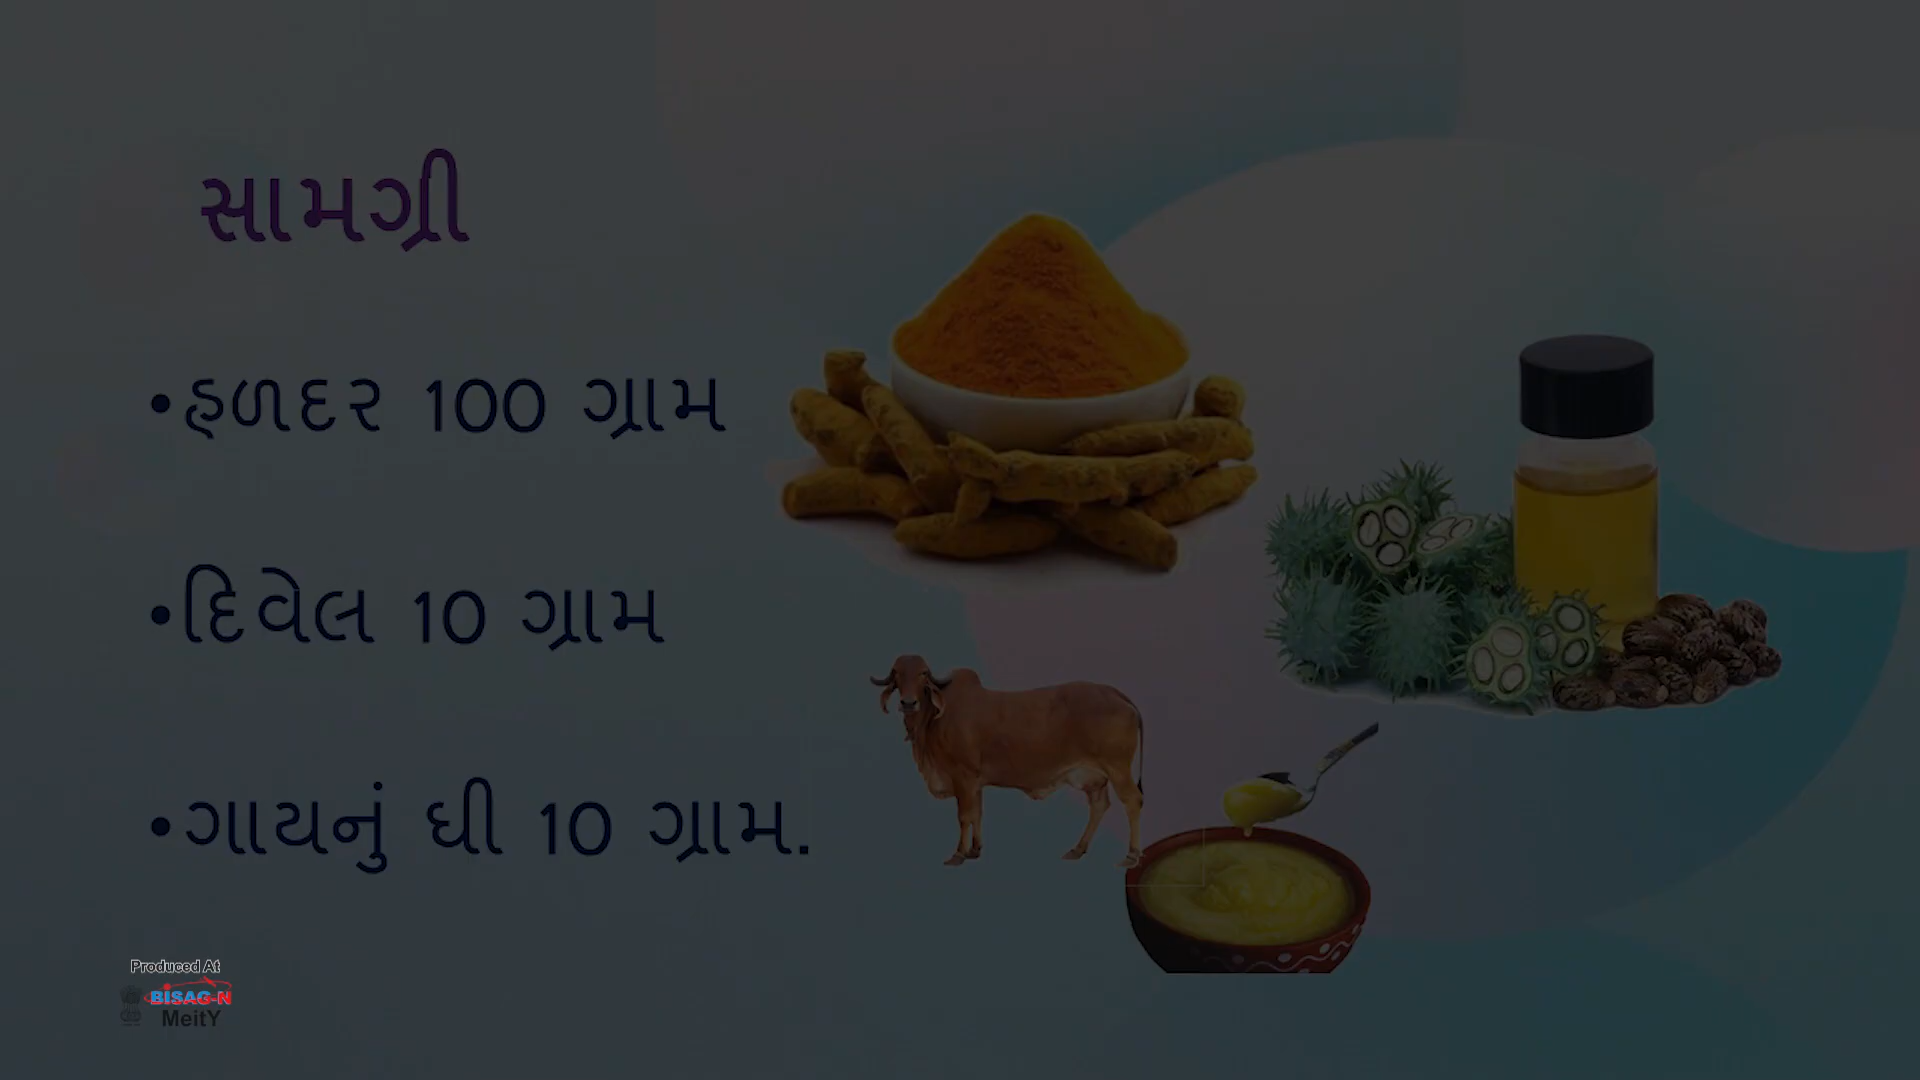 સામગ્રી
•હળદર 100 ગ્રામ
•દિવેલ 10 ગ્રામ
•ગાયનું ઘી 10 ગ્રામ.
Produced At
BISAG-N
MeitY